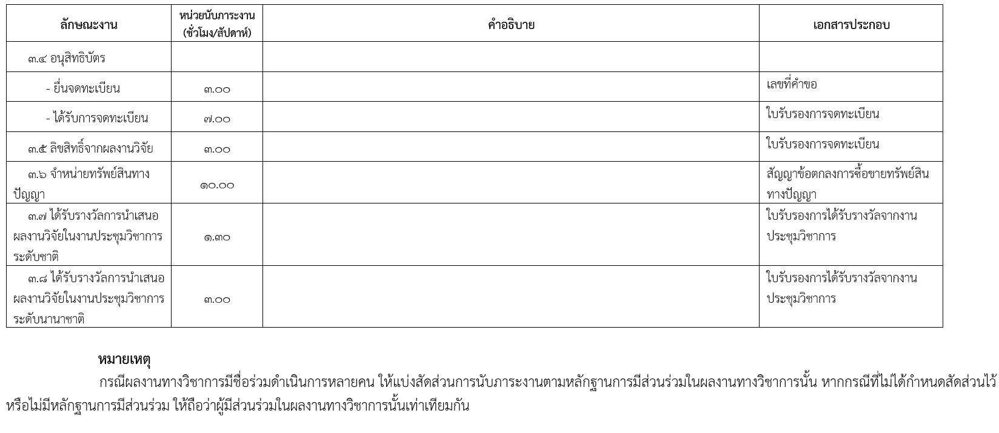 ลักษณะงาน
หน่วยนับภาระงาน
(ชั่วโมง/สัปดาห์)
คำอธิบาย
เอกสารประกอบ
๓.๔ อนุสิทธิบัตร
- ยื่นจดทะเบียน
๓.๐๐
เลขที่คำขอ
- ได้รับการจดทะเบียน
๗.๐๐
ใบรับรองการจดทะเบียน
๓.๕ ลิขสิทธิ์จากผลงานวิจัย
๓.๐๐
ใบรับรองการจดทะเบียน
๓.๖ จำหน่ายทรัพย์สินทาง
ปัญญา
๑๐.๐๐
สัญญาข้อตกลงการซื้อขายทรัพย์สิน
ทางปัญญา
๓.๗ ได้รับรางวัลการนำเสนอ
ผลงานวิจัยในงานประชุมวิชาการ
ระดับชาติ
๑.๓๐
ใบรับรองการได้รับรางวัลจากงาน
ประชุมวิชาการ
๓.๘ ได้รับรางวัลการนำเสนอ
ผลงานวิจัยในงานประชุมวิชาการ
ระดับนานาชาติ
๓.๐๐
ใบรับรองการได้รับรางวัลจากงาน
ประชุมวิชาการ
หมายเหตุ
กรณีผลงานทางวิชาการมีชื่อร่วมดำเนินการหลายคน ให้แบ่งสัดส่วนการนับภาระงานตามหลักฐานการมีส่วนร่วมในผลงานทางวิชาการนั้น หากกรณีที่ไม่ได้กำหนดสัดส่วนไว้
หรือไม่มีหลักฐานการมีส่วนร่วม ให้ถือว่าผู้มีส่วนร่วมในผลงานทางวิชาการนั้นเท่าเทียมกัน